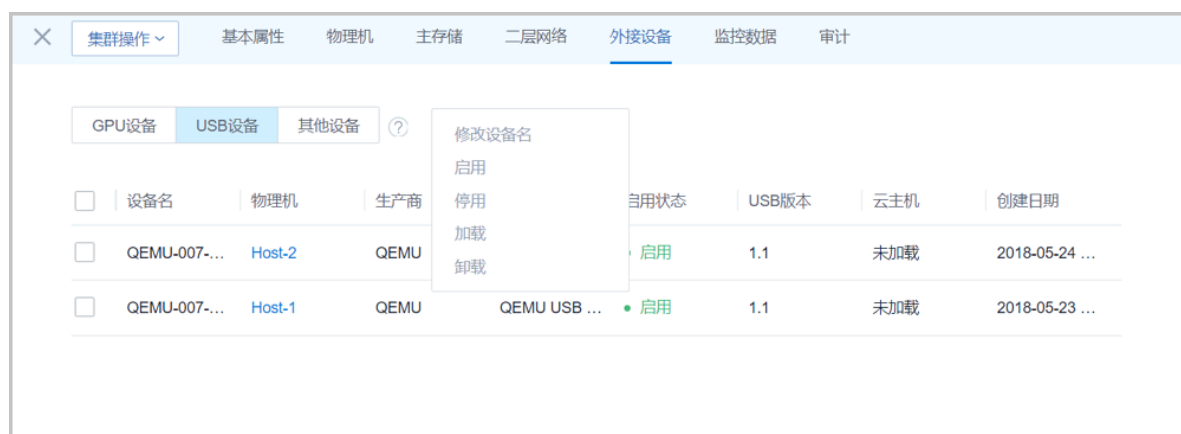 集群操作 基本属性 物理机 主存储 二层网络 外接设备 监控数据 审计
GPU设备 USB设备 其他设备 ?
修改设备名
启用
停用
加载
卸载
设备名 物理机 生产商 启用状态 USB版本 云主机 创建日期
QEMU-007-... Host-2 QEMU 启用 1.1 未加载 2018-05-24 ...
QEMU-007-... Host-1 QEMU QEMU USB ... 启用 1.1 未加载 2018-05-23 ...